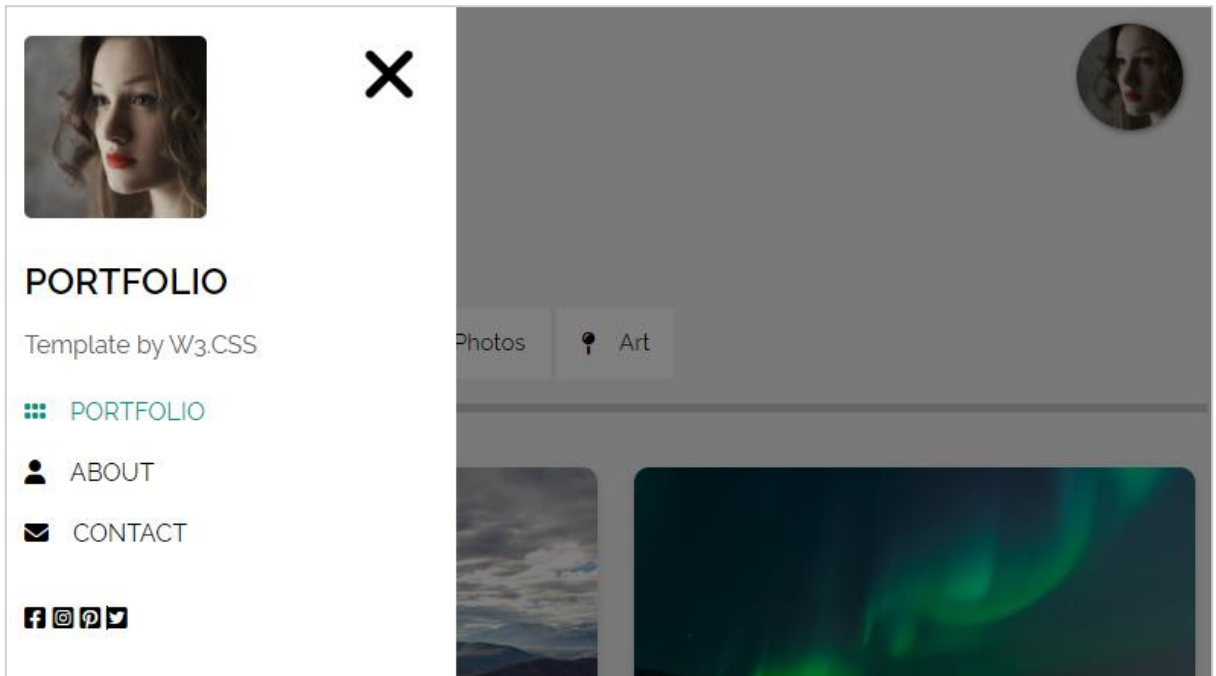 PORTFOLIO
Template by W3.CSS
PORTFOLIO
ABOUT
CONTACT
Photos
Art